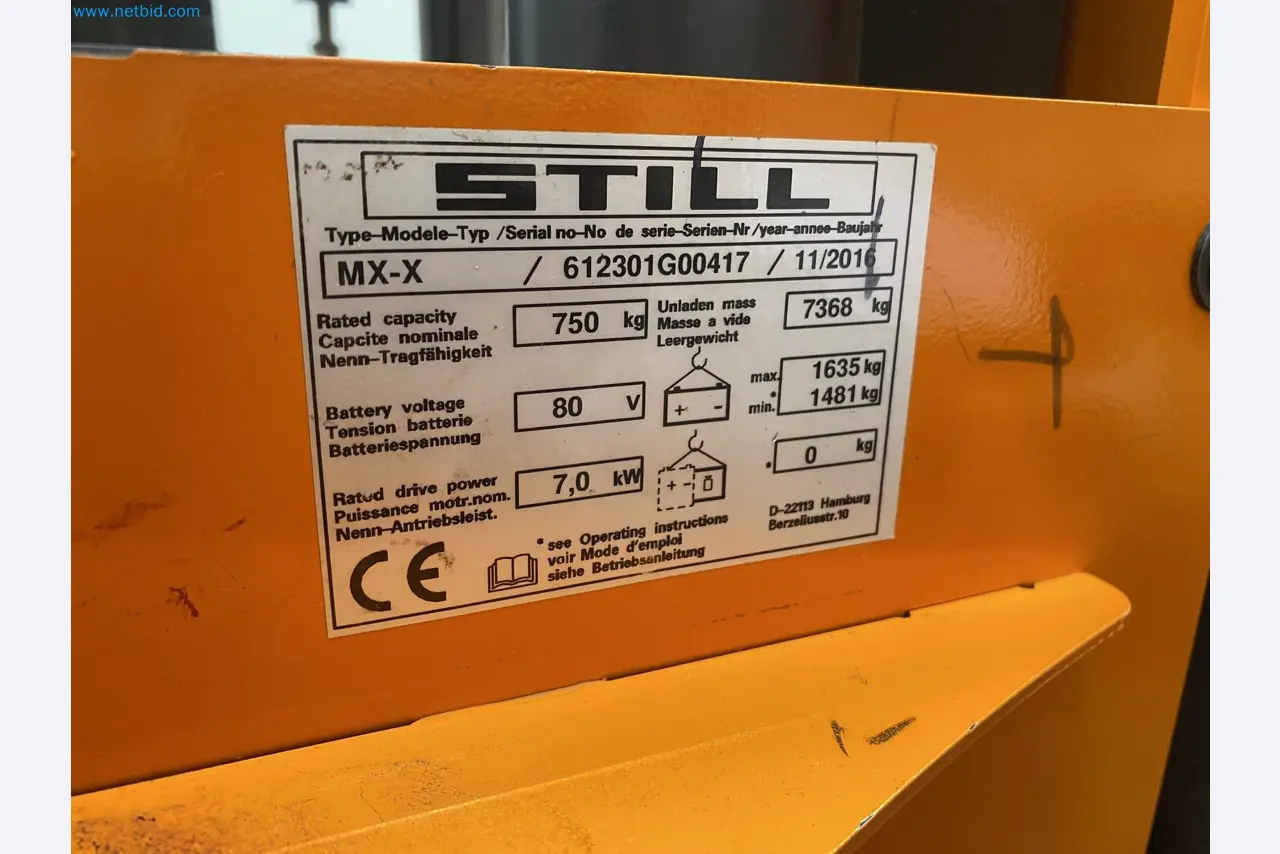 www.netbid.com
STILL
Type-Modele-Typ /Serial no-No de serie-Serien-Nr /year-annee-Baujahr
MX-X / 612301G00417 / 11/2016
Rated capacity
Capcite nominale
Nenn-Tragfähigkeit
750 kg
Unladen mass
Masse a vide
Leergewicht
7368 kg
Battery voltage
Tension batterie
Batteriespannung
80 V
+ -
max. 1635 kg
*
min. 1481 kg
Rated drive power
Puissance motr.nom.
Nenn-Antriebsleist.
7,0 kW
+ -
* 0 kg
CE
* see Operating instructions
voir Mode d'emploi
siehe Betriebsanleitung
D-22113 Hamburg
Berzeliusstr.10